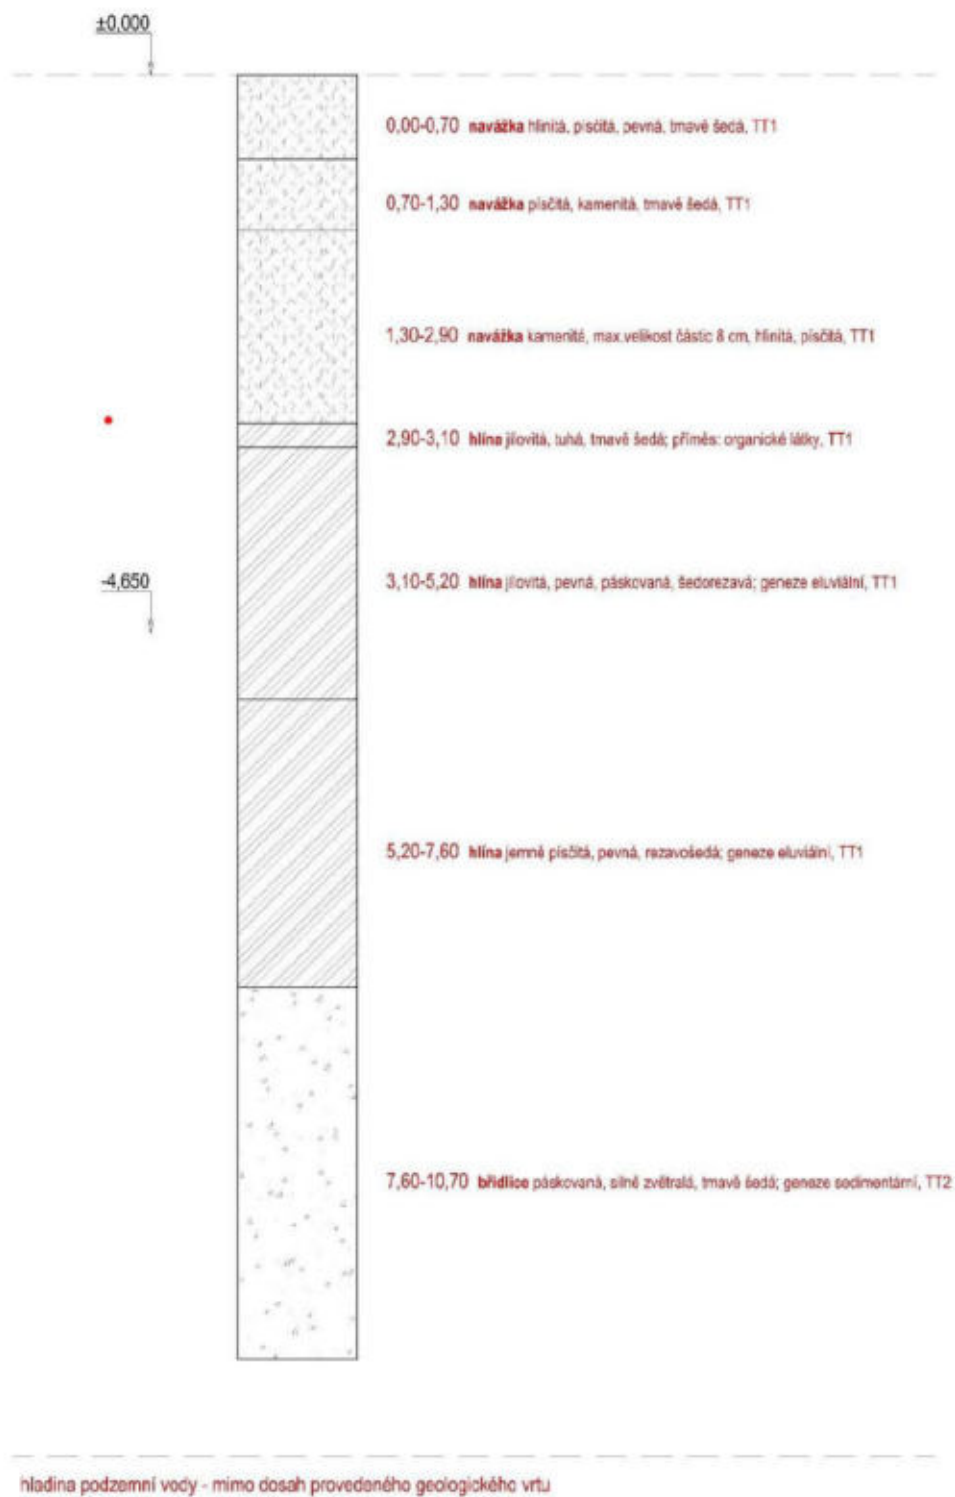 ±0,000
0,00-0,70 navážka hlinitá, písčitá, pevná, tmavě šedá, TT1
0,70-1,30 navážka písčitá, kamenitá, tmavě šedá, TT1
1,30-2,90 navážka kamenitá, max.velikost částic 8 cm, hlinitá, písčitá, TT1
2,90-3,10 hlína jílovitá, tuhá, tmavě šedá; příměs: organické látky, TT1
-4,650
3,10-5,20 hlína jílovitá, pevná, páskovaná, šedorezavá; geneze eluviální, TT1
5,20-7,60 hlína jemně písčitá, pevná, rezavošedá; geneze eluviální, TT1
7,60-10,70 břidlice páskovaná, silně zvětralá, tmavě šedá; geneze sedimentární, TT2
hladina podzemní vody - mimo dosah provedeného geologického vrtu